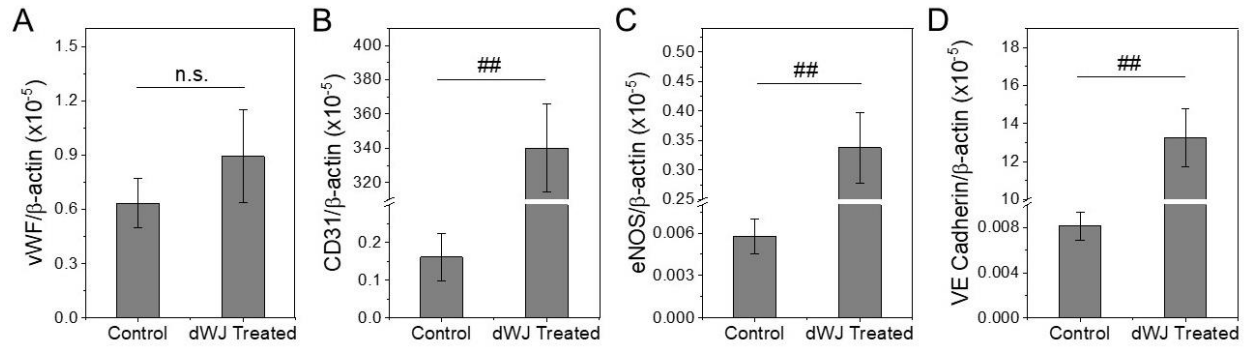 A
vWF/β-actin (x10⁻⁵)
1.5
1.2
0.9
0.6
0.3
0.0
n.s.
Control
dWJ Treated
B
CD31/β-actin (x10⁻⁵)
400
380
360
340
320
0.2
0.1
0.0
##
Control
dWJ Treated
C
eNOS/β-actin (x10⁻⁵)
0.50
0.45
0.40
0.35
0.30
0.25
0.006
0.003
0.000
##
Control
dWJ Treated
D
VE Cadherin/β-actin (x10⁻⁵)
18
16
14
12
10
0.008
0.004
0.000
##
Control
dWJ Treated